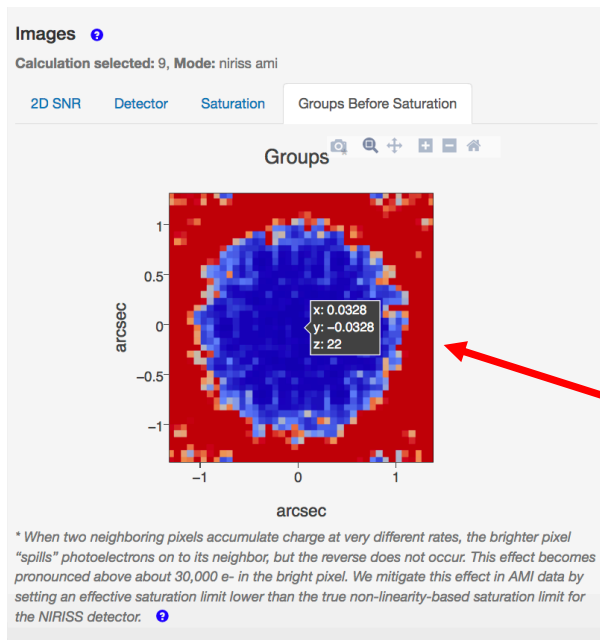 Images ?
Calculation selected: 9, Mode: niriss ami
2D SNR Detector Saturation Groups Before Saturation
Groups
1
0.5
0
−0.5
−1
arcsec
x: 0.0328
y: −0.0328
z: 22
−1 0 1
arcsec
* When two neighboring pixels accumulate charge at very different rates, the brighter pixel
“spills” photoelectrons on to its neighbor, but the reverse does not occur. This effect becomes
pronounced above about 30,000 e- in the bright pixel. We mitigate this effect in AMI data by
setting an effective saturation limit lower than the true non-linearity-based saturation limit for
the NIRISS detector. ?